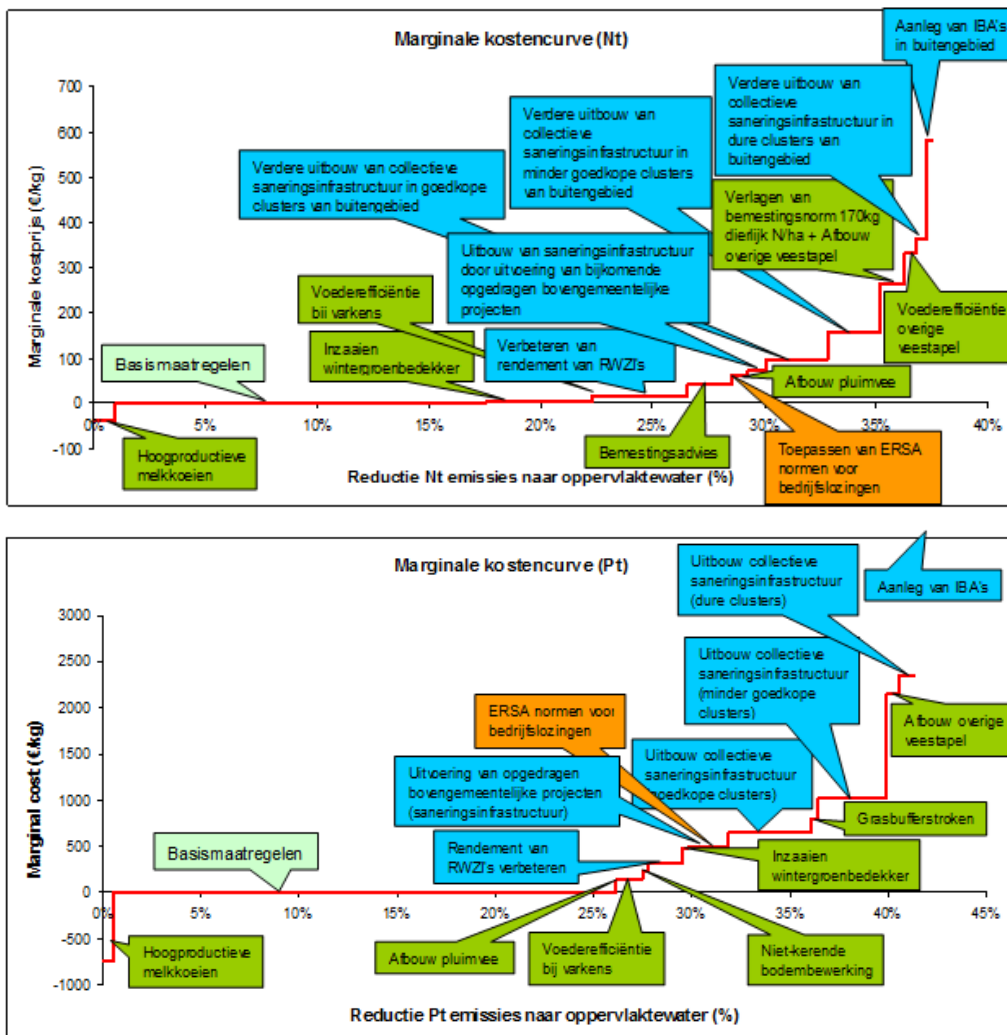 Marginale kostencurve (Nt)
Aanleg van IBA's
in buitengebied
Verdere uitbouw van
collectieve
saneringsinfrastructuur in
dure clusters van
buitengebied
Verdere uitbouw van
collectieve
saneringsinfrastructuur in
minder goedkope clusters
van buitengebied
Verdere uitbouw van collectieve
saneringsinfrastructuur in goedkope
clusters van buitengebied
Verlagen van
bemestingsnorm 170kg
dierlijk N/ha + Afbouw
overige veestapel
Uitbouw van saneringsinfrastructuur
door uitvoering van bijkomende
opgedragen bovengemeentelijke
projecten
Voederefficiëntie
bij varkens
Voederefficiëntie
overige
veestapel
Verbeteren van
rendement van RWZI's
Inzaaien
wintergroenbedekker
Basismaatregelen
Afbouw pluimvee
Hoogproductieve
melkkoeien
Bemestingsadvies
Toepassen van ERSA
normen voor
bedrijfslozingen
Marginale kostprijs (€/kg)
700
600
500
400
300
200
100
0
-100
0%
5%
10%
15%
20%
25%
30%
35%
40%
Reductie Nt emissies naar oppervlaktewater (%)
Marginale kostencurve (Pt)
Uitbouw collectieve
saneringsinfrastructuur
(dure clusters)
Aanleg van IBA's
Uitbouw collectieve
saneringsinfrastructuur
(minder goedkope
clusters)
ERSA normen voor
bedrijfslozingen
Afbouw overige
veestapel
Uitvoering van opgedragen
bovengemeentelijke projecten
(saneringsinfrastructuur)
Uitbouw collectieve
saneringsinfrastructuur
goedkope clusters)
Grasbufferstroken
Rendement van
RWZI's verbeteren
Basismaatregelen
Inzaaien
wintergroenbedekker
Hoogproductieve
melkkoeien
Afbouw pluimvee
Voederefficiëntie
bij varkens
Niet-kerende
bodembewerking
Marginal cost (€/kg)
3000
2500
2000
1500
1000
500
0
-500
-1000
0%
5%
10%
15%
20%
25%
30%
35%
40%
45%
Reductie Pt emissies naar oppervlaktewater (%)